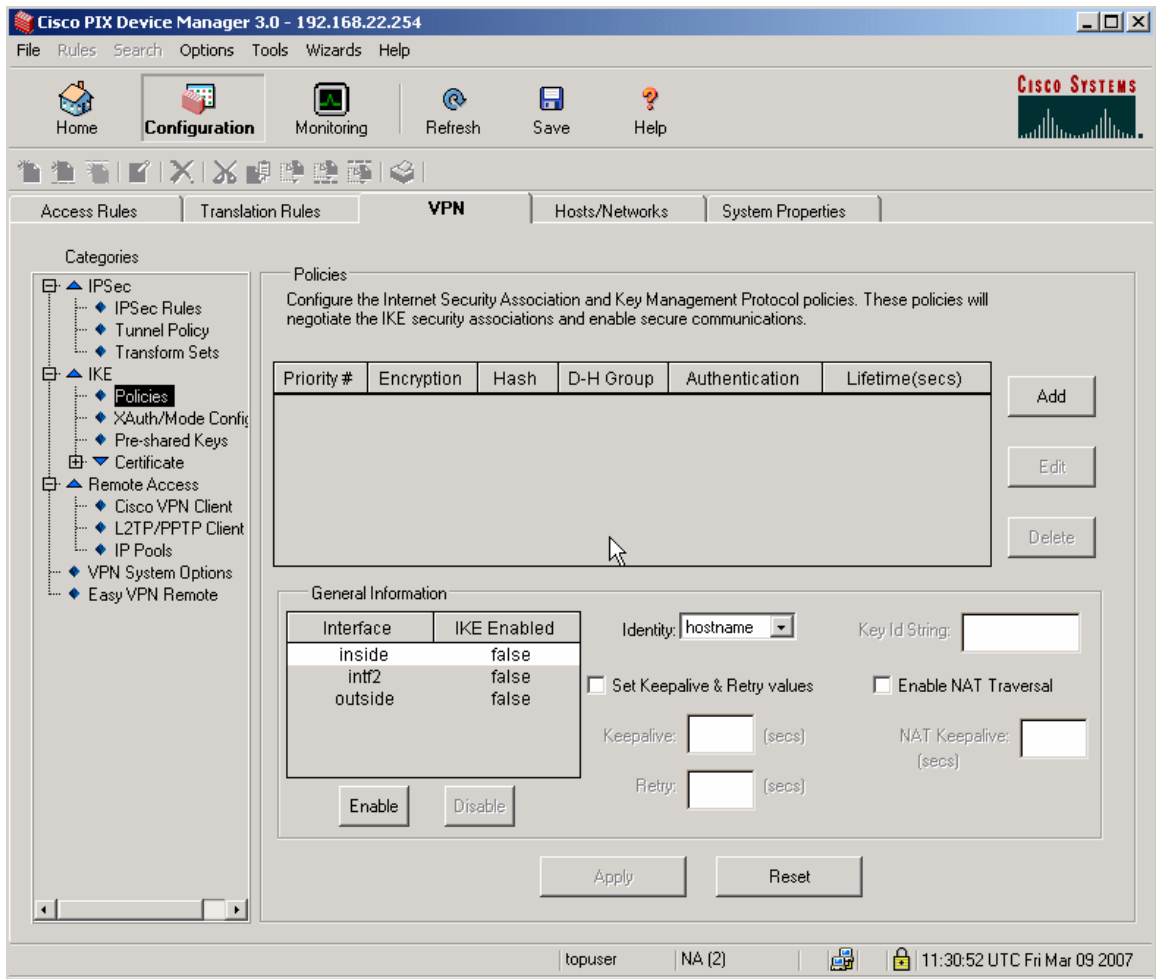 Cisco PIX Device Manager 3.0 - 192.168.22.254
File Rules Search Options Tools Wizards Help
Home Configuration Monitoring Refresh Save Help
CISCO SYSTEMS
Access Rules Translation Rules VPN Hosts/Networks System Properties
Categories
IPSec
IPSec Rules
Tunnel Policy
Transform Sets
IKE
Policies
XAuth/Mode Config
Pre-shared Keys
Certificate
Remote Access
Cisco VPN Client
L2TP/PPTP Client
IP Pools
VPN System Options
Easy VPN Remote
Policies
Configure the Internet Security Association and Key Management Protocol policies. These policies will
negotiate the IKE security associations and enable secure communications.
Priority # Encryption Hash D-H Group Authentication Lifetime(secs)
Add
Edit
Delete
General Information
Interface IKE Enabled
inside false
intf2 false
outside false
Enable Disable
Identity: hostname
Key Id String:
Set Keepalive & Retry values
Enable NAT Traversal
Keepalive: (secs)
NAT Keepalive:
(secs)
Retry: (secs)
Apply Reset
topuser NA (2) 11:30:52 UTC Fri Mar 09 2007